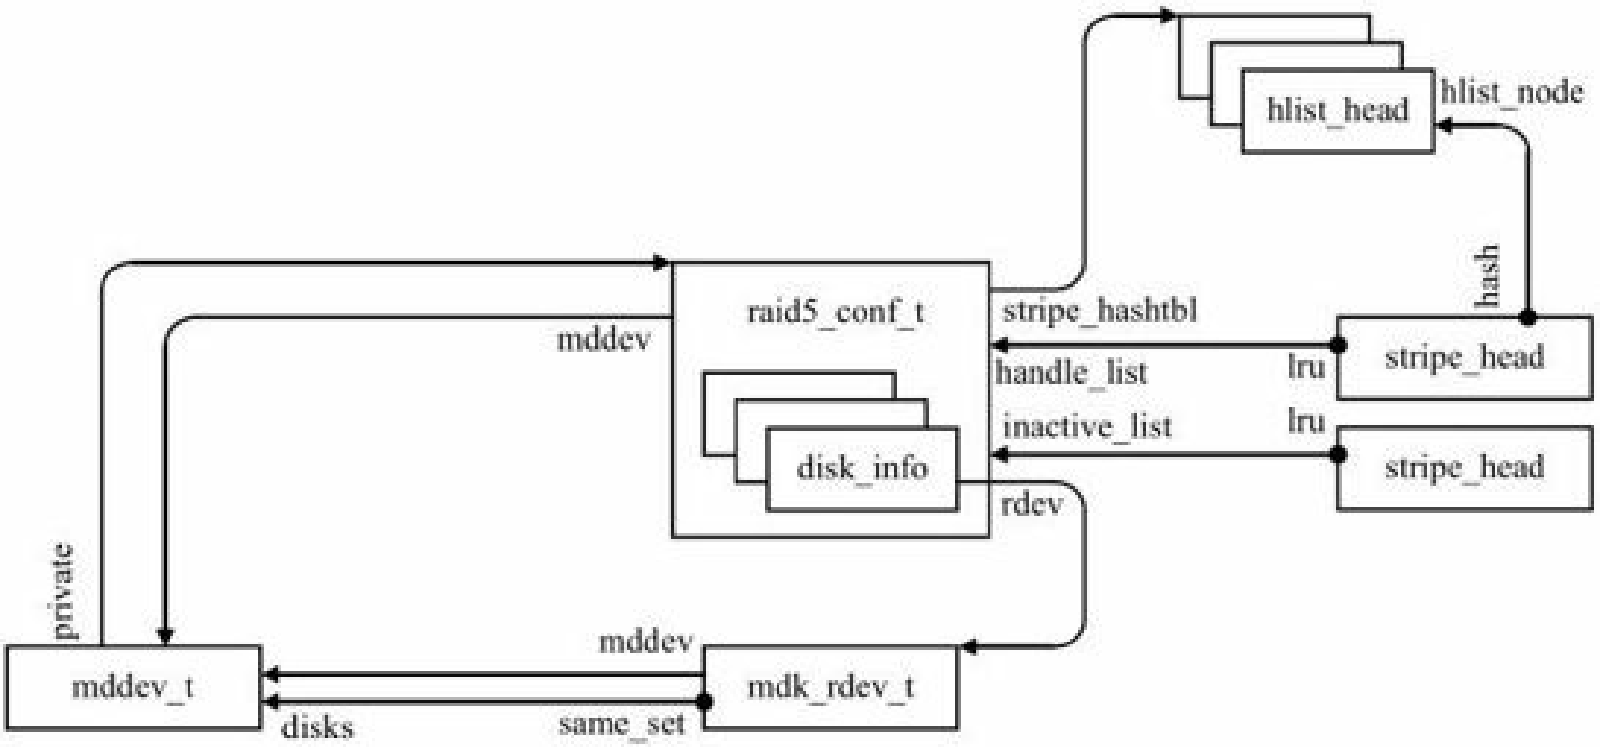 hlist_node
hlist_head
hash
raid5_conf_t
stripe_hashtbl
mddev
handle_list
lru
stripe_head
inactive_list
lru
disk_info
stripe_head
rdev
private
mddev
mddev_t
mdk_rdev_t
disks
same_set